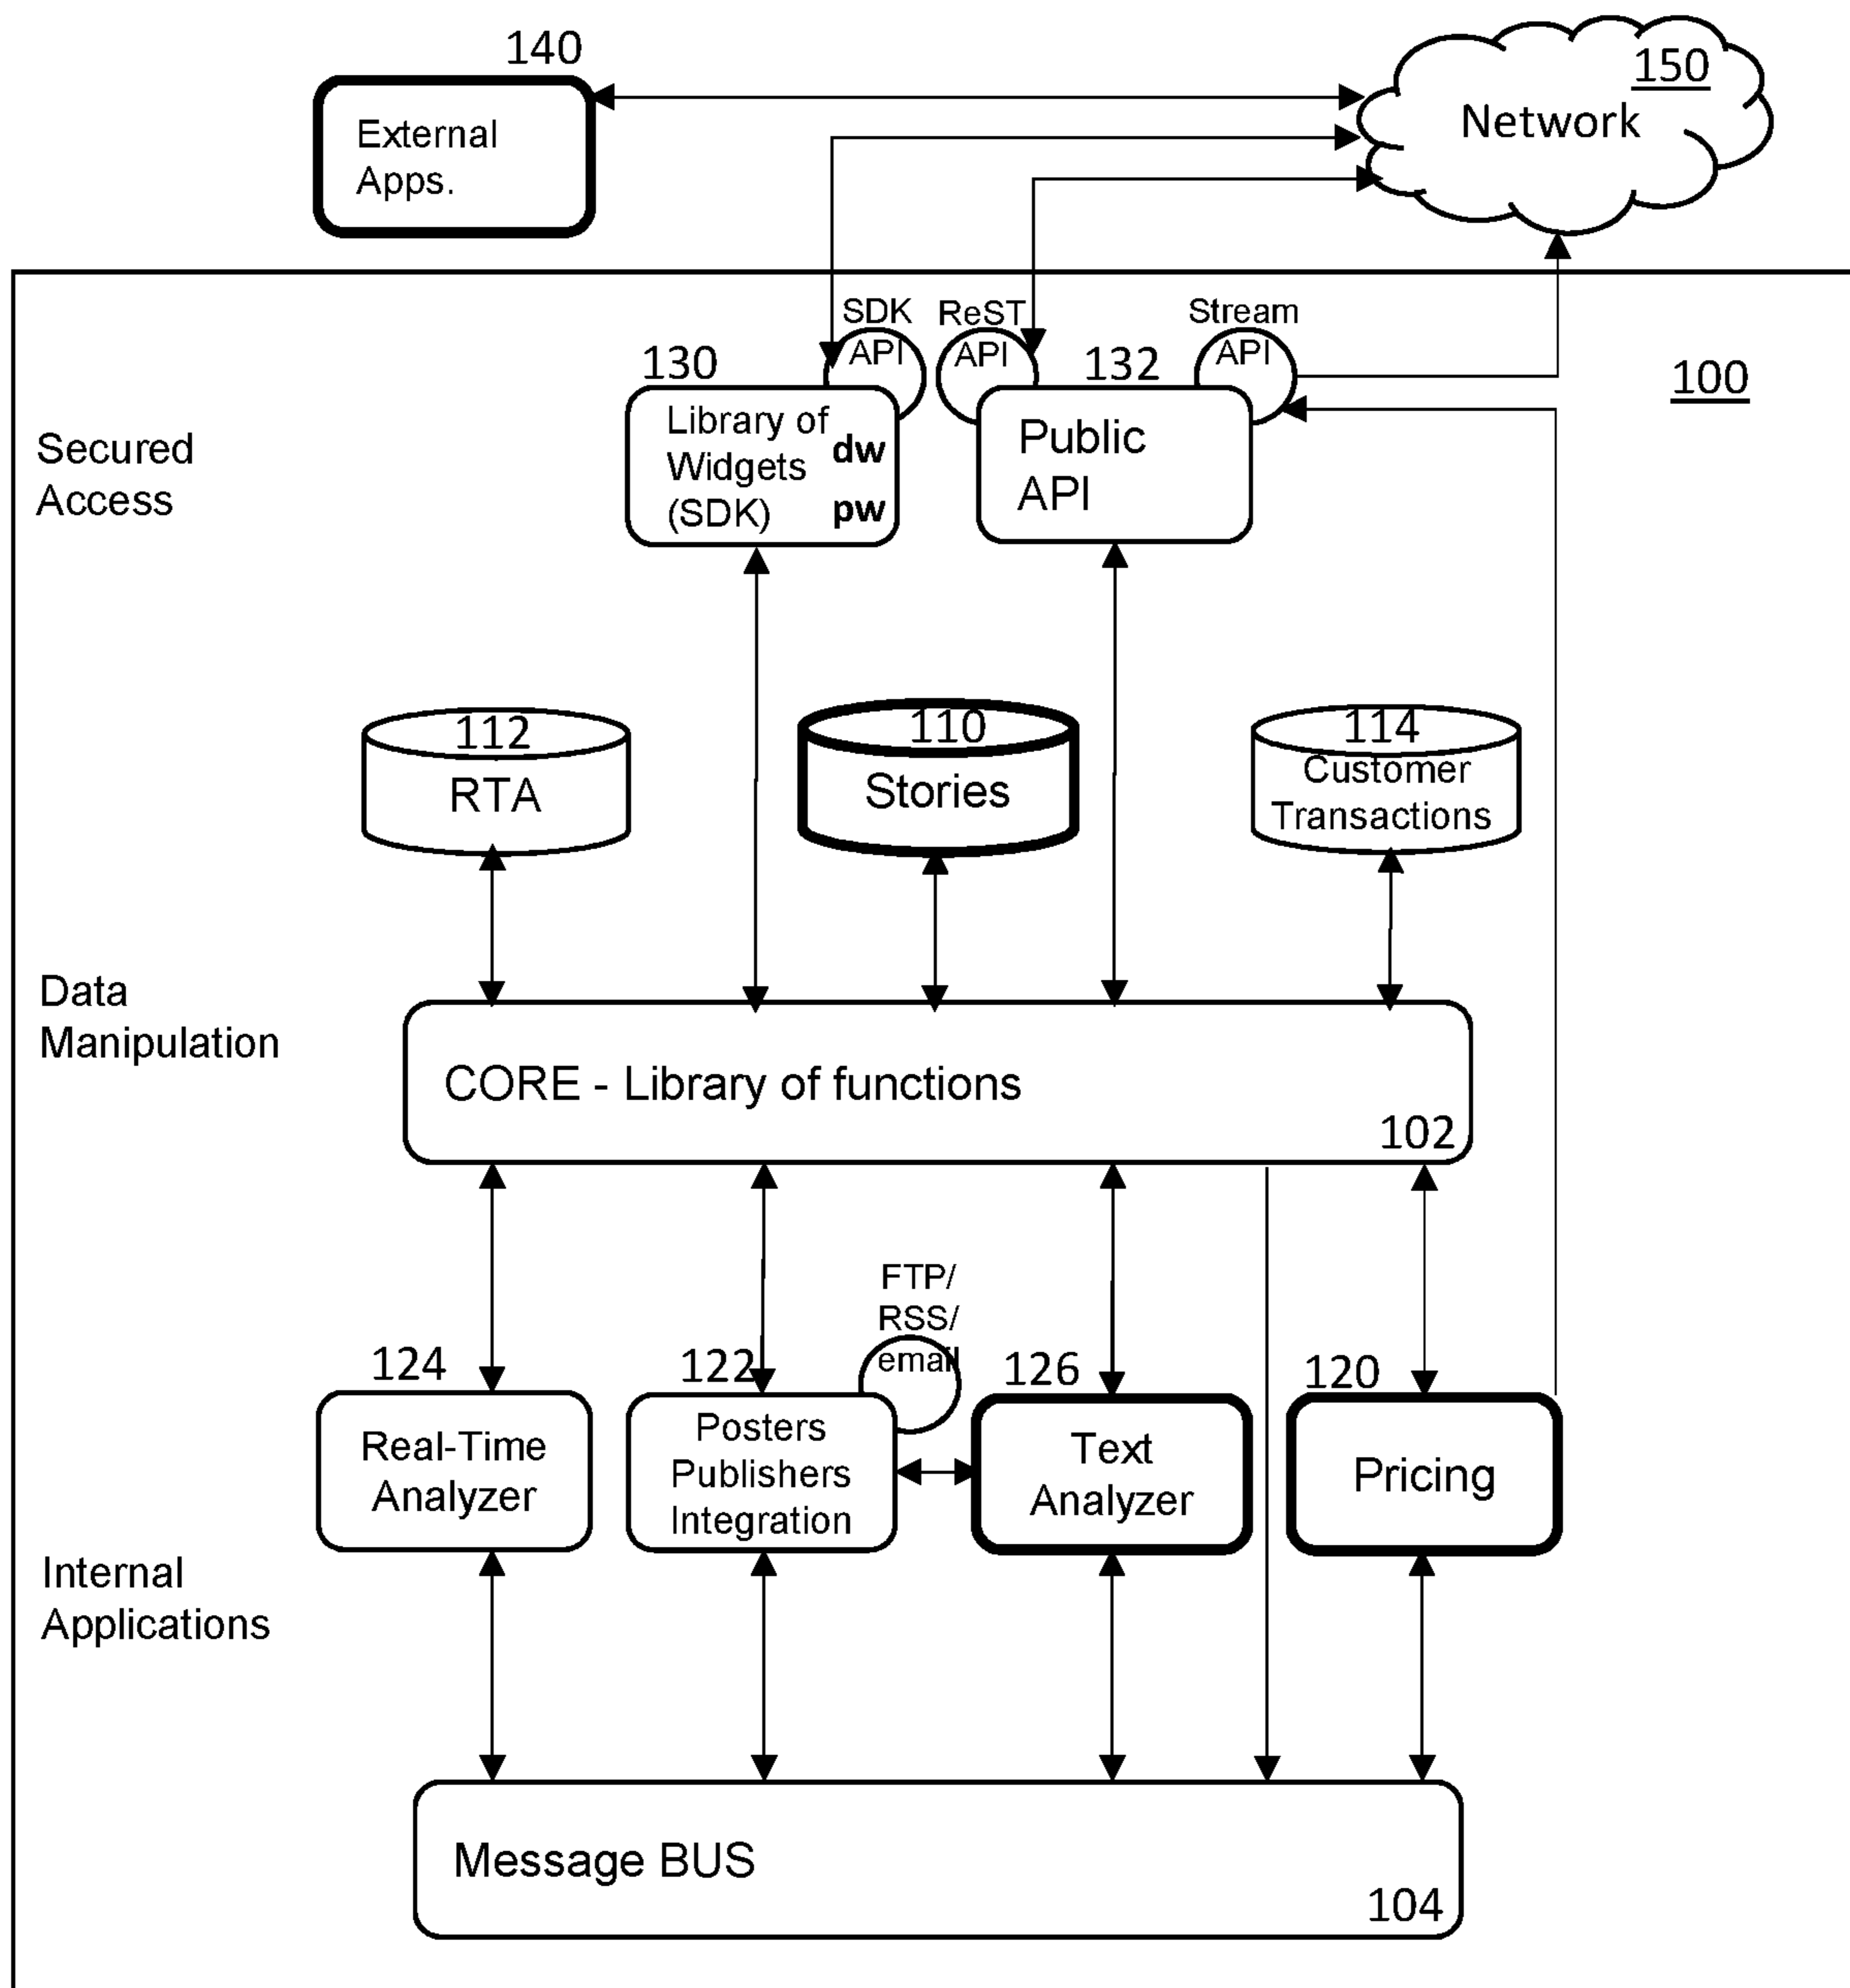 140
External
Apps.
150
Network
100
Secured
Access
SDK
API
ReST
API
Stream
API
130
Library of
Widgets
(SDK)
dw
pw
132
Public
API
112
RTA
110
Stories
114
Customer
Transactions
Data
Manipulation
CORE - Library of functions
102
FTP/
RSS/
email
124
Real-Time
Analyzer
122
Posters
Publishers
Integration
126
Text
Analyzer
120
Pricing
Internal
Applications
Message BUS
104